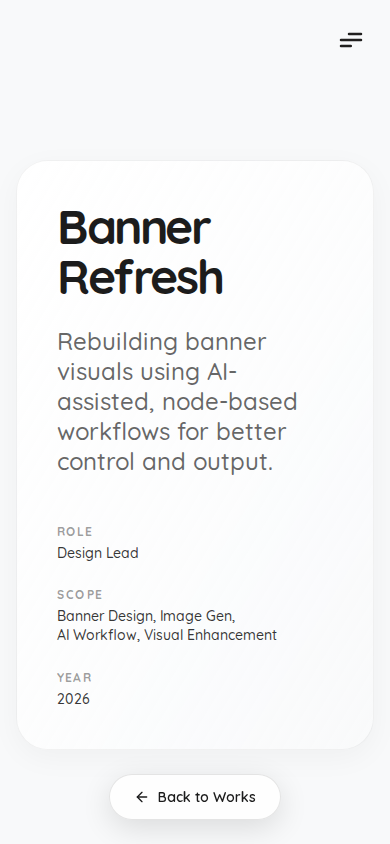 Banner
Refresh
Rebuilding banner
visuals using AI-
assisted, node-based
workflows for better
control and output.
ROLE
Design Lead
SCOPE
Banner Design, Image Gen,
AI Workflow, Visual Enhancement
YEAR
2026
Back to Works